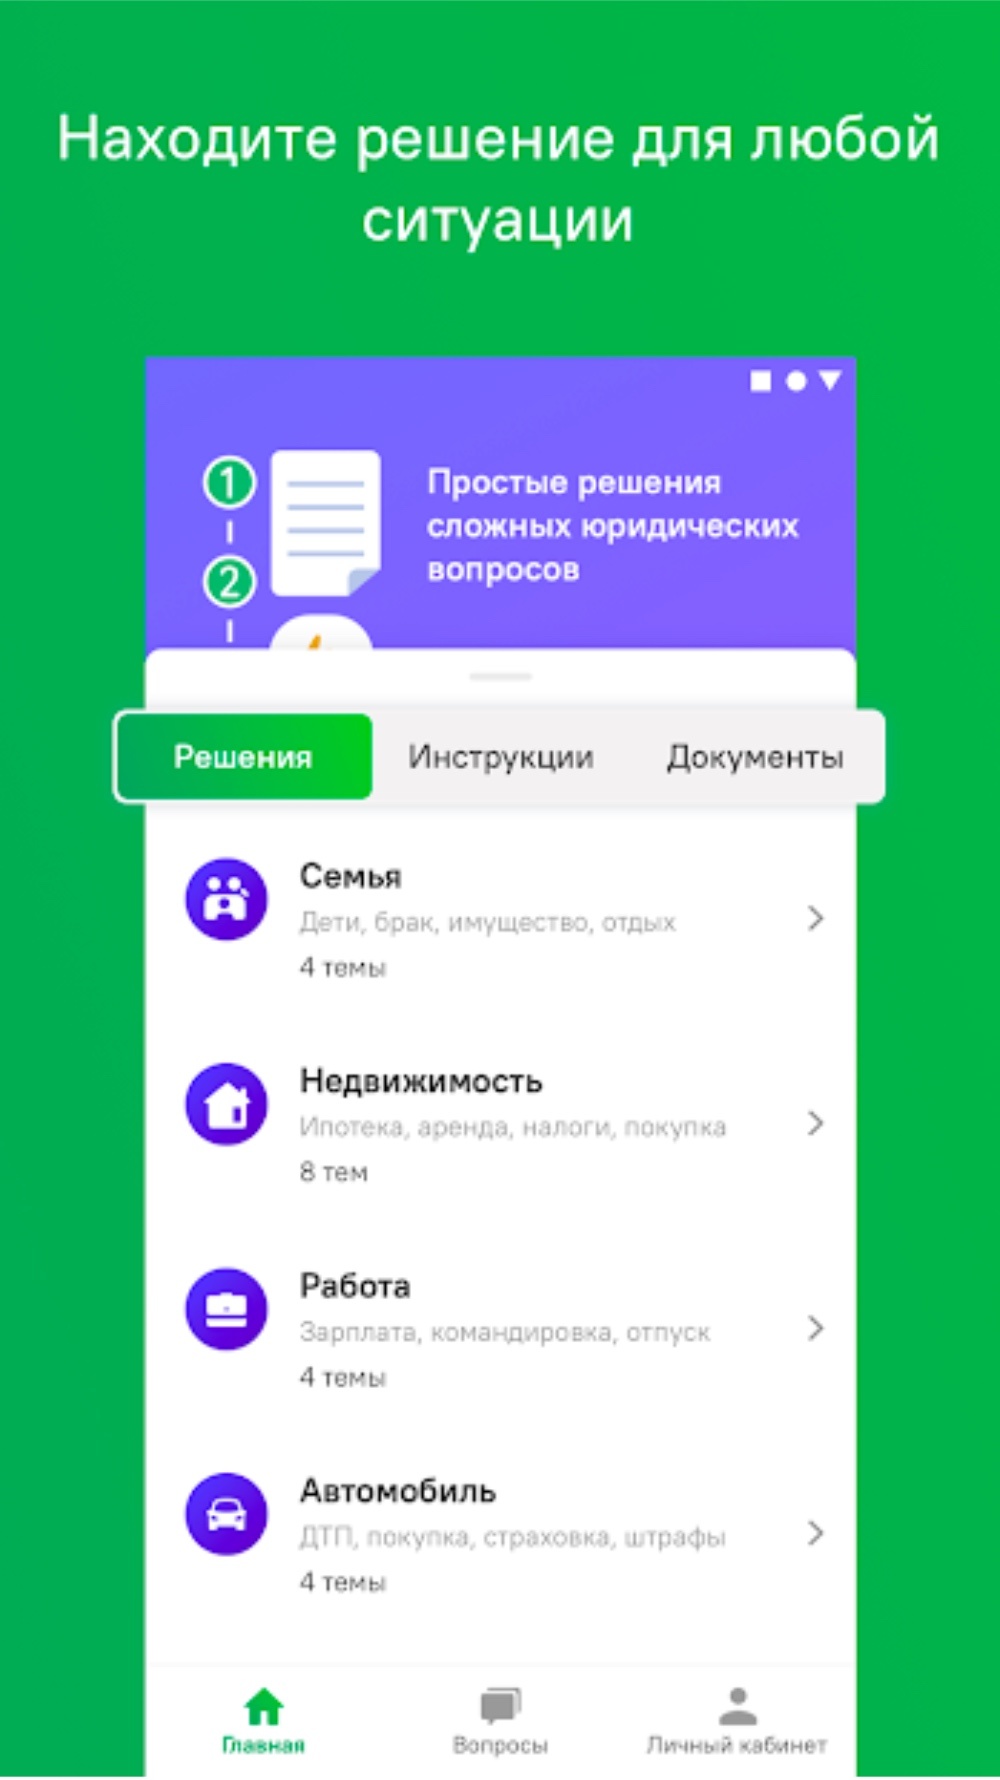 Находите решение для любой
ситуации
1
2
Простые решения
сложных юридических
вопросов
Решения Инструкции Документы
Семья
Дети, брак, имущество, отдых
4 темы
Недвижимость
Ипотека, аренда, налоги, покупка
8 тем
Работа
Зарплата, командировка, отпуск
4 темы
Автомобиль
ДТП, покупка, страховка, штрафы
4 темы
Главная Вопросы Личный кабинет